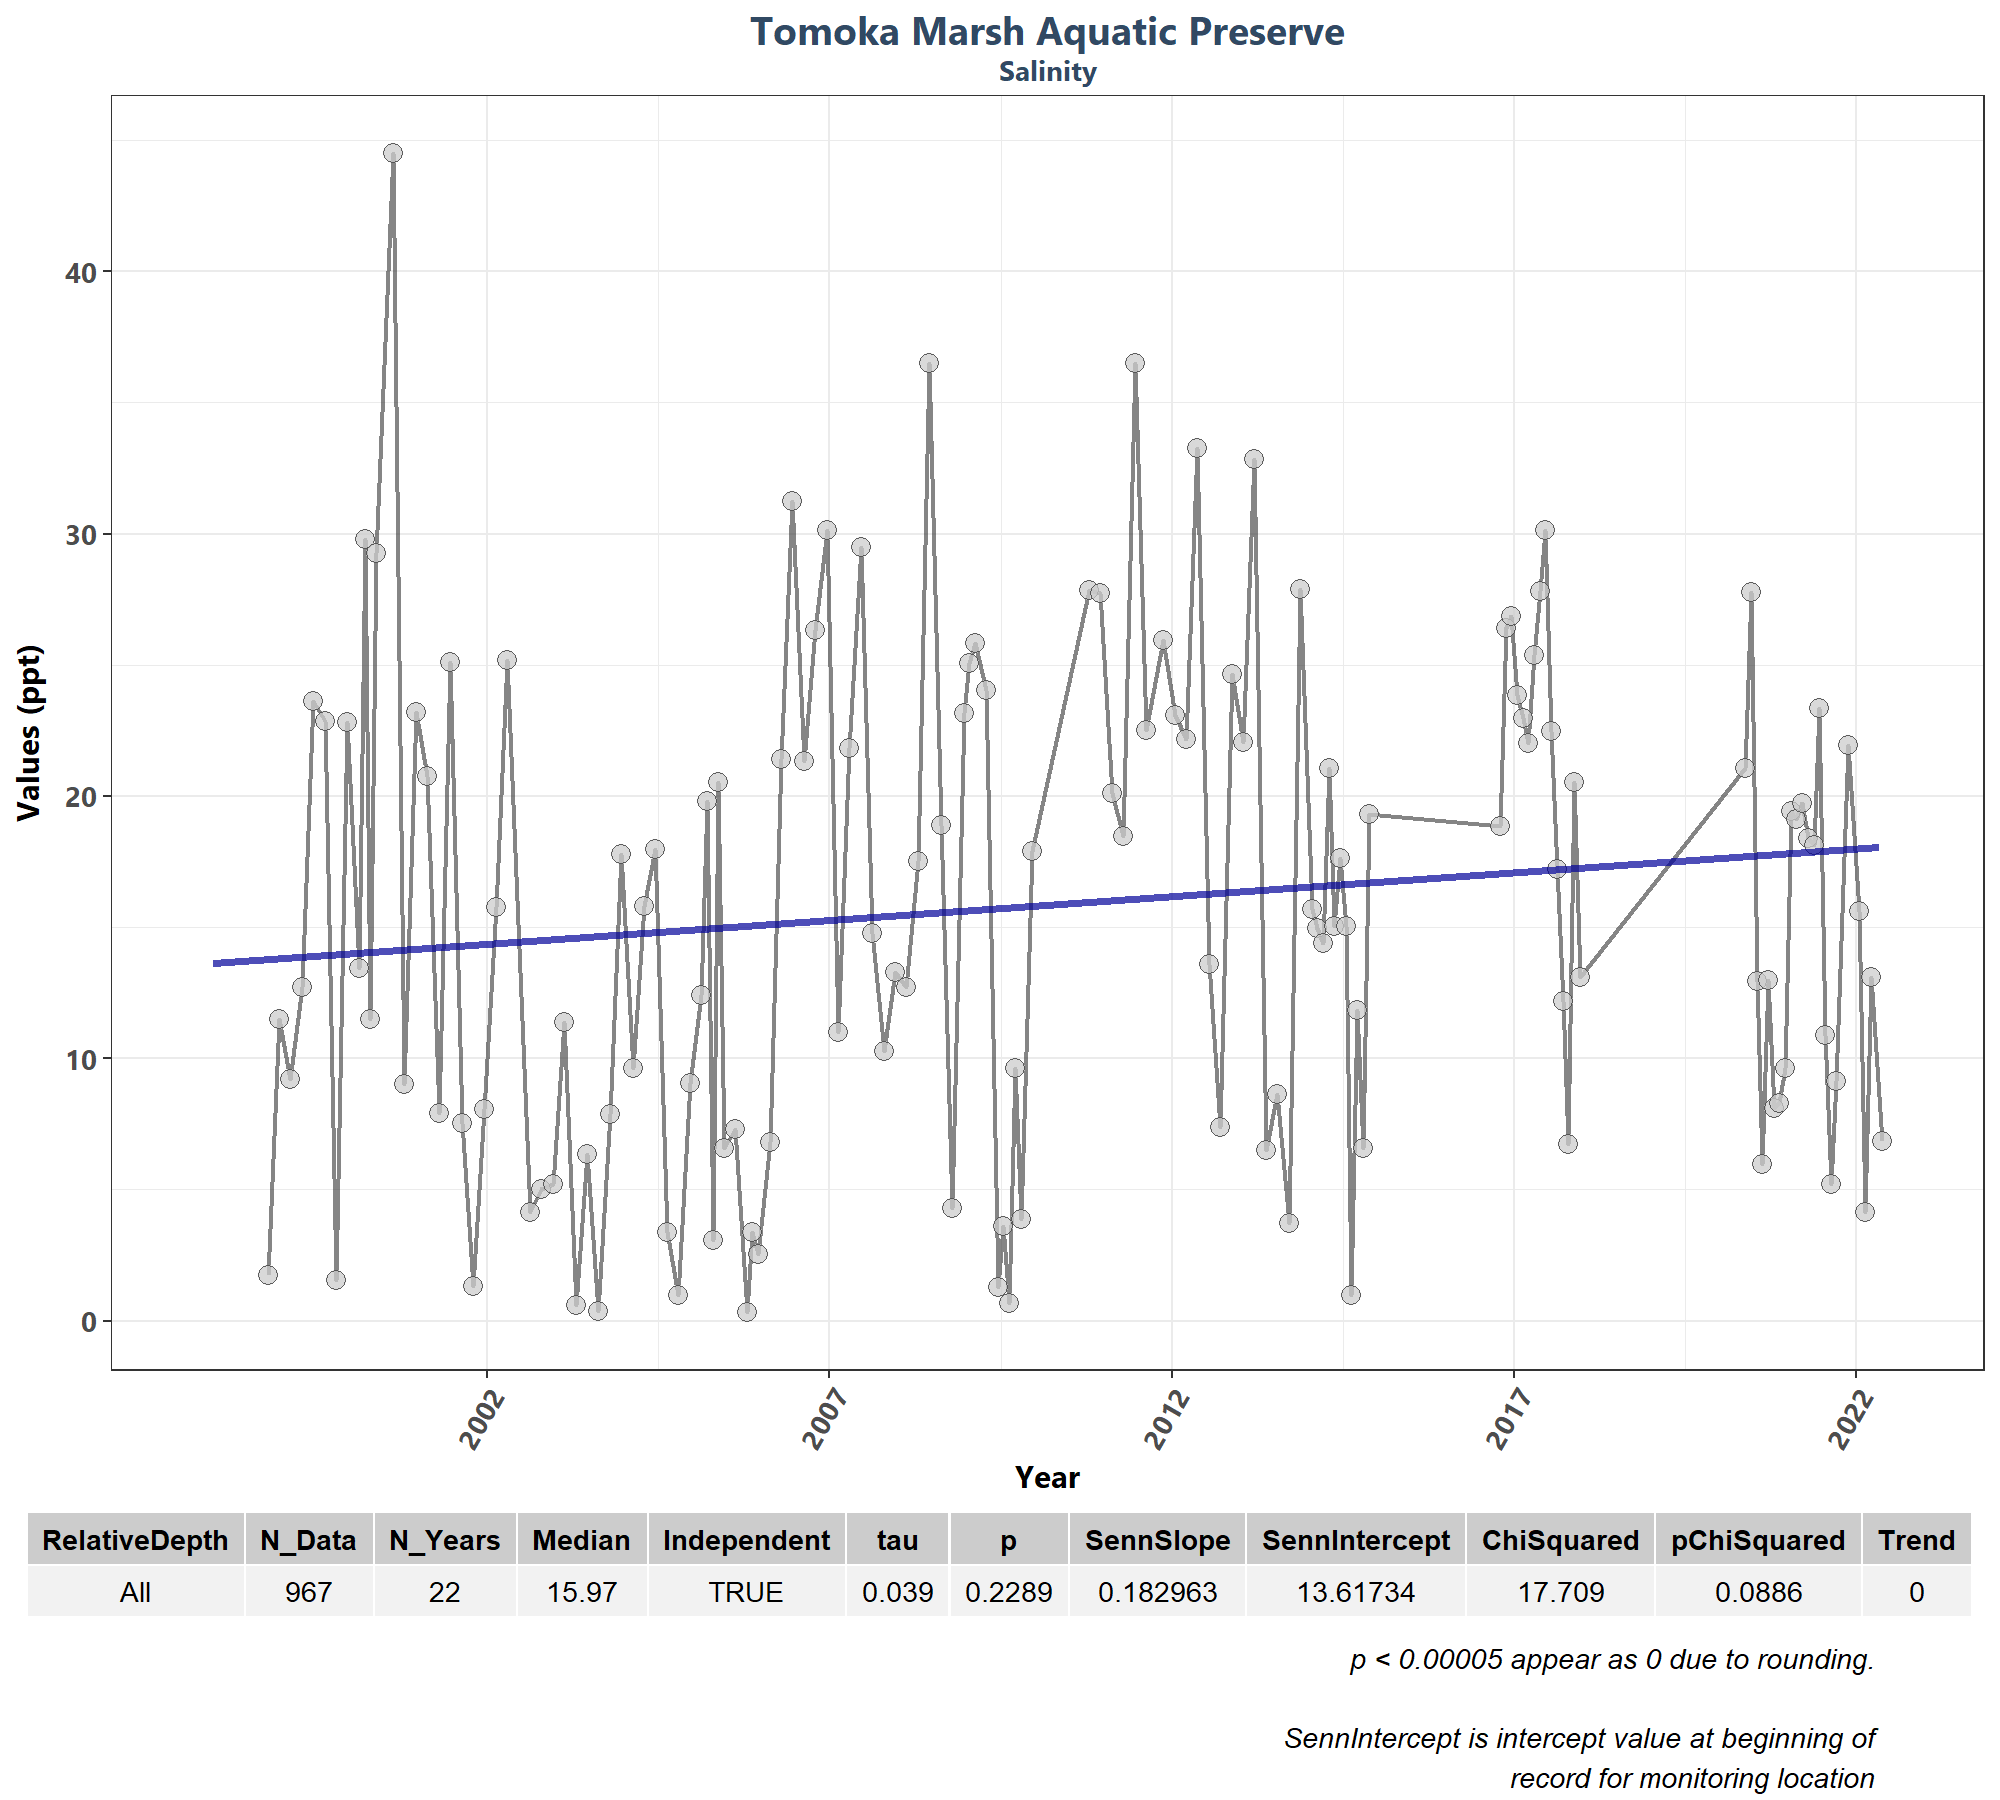 Tomoka Marsh Aquatic Preserve
Salinity
Values (ppt)
40
30
20
10
0
2002 2007 2012 2017 2022
Year
RelativeDepth N_Data N_Years Median Independent tau p SennSlope SennIntercept ChiSquared pChiSquared Trend
All 967 22 15.97 TRUE 0.039 0.2289 0.182963 13.61734 17.709 0.0886 0
p < 0.00005 appear as 0 due to rounding.
SennIntercept is intercept value at beginning of
record for monitoring location